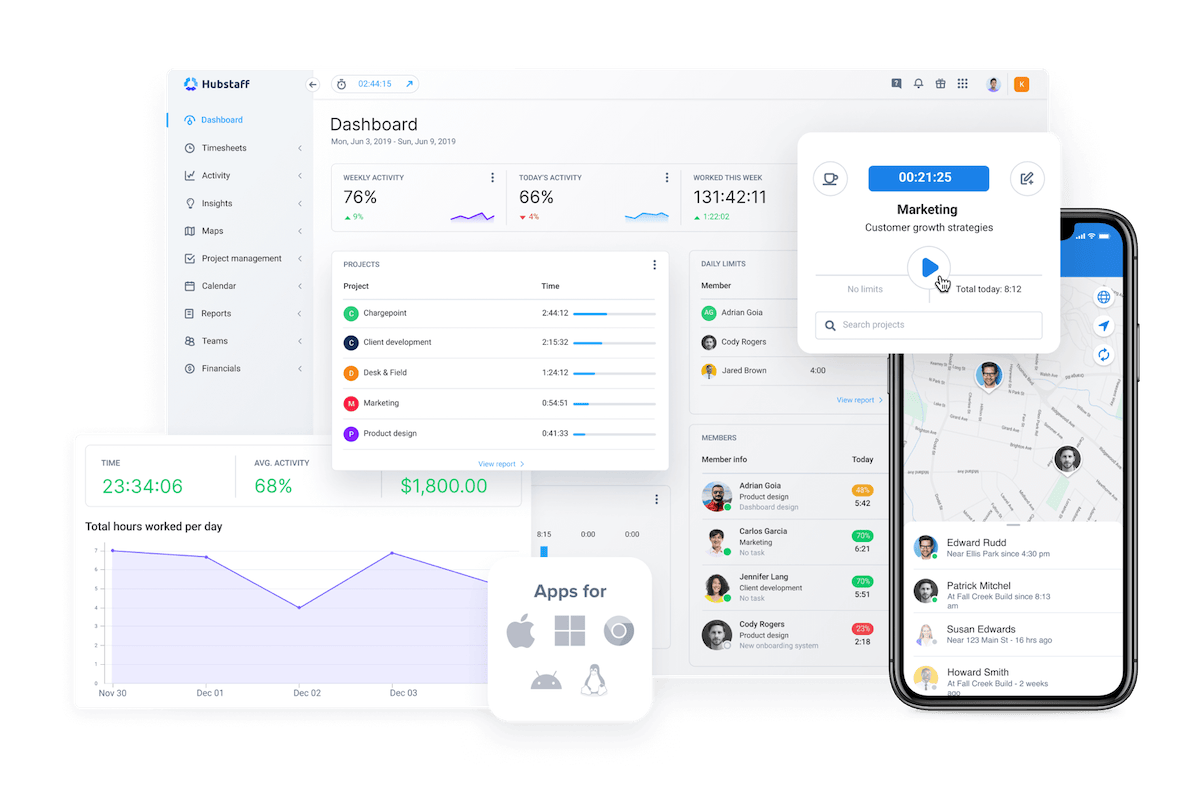 Hubstaff
02:44:15
K
Dashboard
Timesheets
Activity
Insights
Maps
Project management
Calendar
Reports
Teams
Financials
Dashboard
Mon, Jun 3, 2019 - Sun, Jun 9, 2019
WEEKLY ACTIVITY
76%
9%
TODAY'S ACTIVITY
66%
4%
WORKED THIS WEEK
131:42:11
1:22:02
PROJECTS
Project Time
C Chargepoint 2:44:12
C Client development 2:15:32
D Desk & Field 1:24:12
M Marketing 0:54:51
P Product design 0:41:33
View report
DAILY LIMITS
Member
AG Adrian Goia
Cody Rogers
Jared Brown 4:00
View report
MEMBERS
Member info Today
Adrian Goia
Product design
Dashboard design
48%
5:42
Carlos Garcia
Marketing
No task
70%
6:21
Jennifer Lang
Client development
No task
70%
5:51
Cody Rogers
Product design
New onboarding system
23%
2:18
00:21:25
Marketing
Customer growth strategies
No limits
Total today: 8:12
Search projects
TIME
23:34:06
AVG. ACTIVITY
68%
$1,800.00
Total hours worked per day
7
6
5
4
3
2
1
0
Nov 30 Dec 01 Dec 02 Dec 03
8:15 0:00 0:00
Apps for
Edward Rudd
Near Ellis Park since 4:30 pm
Patrick Mitchel
At Fall Creek Build since 8:13
am
Susan Edwards
Near 123 Main St - 16 hrs ago
Howard Smith
At Fall Creek Build - 2 weeks
ago